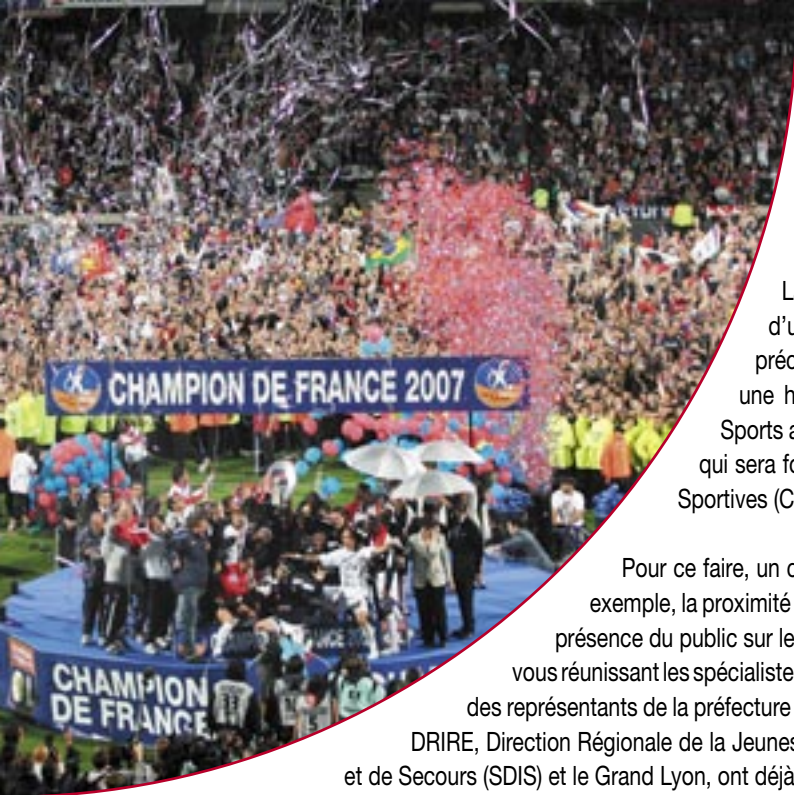 CHAMPION DE FRANCE 2007
CHAMPION
DE FRANCE
L
d'u
préc
une h
Sports a
qui sera fo
Sportives (C
Pour ce faire, un c
exemple, la proximité
présence du public sur le
vous réunissant les spécialiste
des représentants de la préfecture
DRIRE, Direction Régionale de la Jeunes
et de Secours (SDIS) et le Grand Lyon, ont déjà